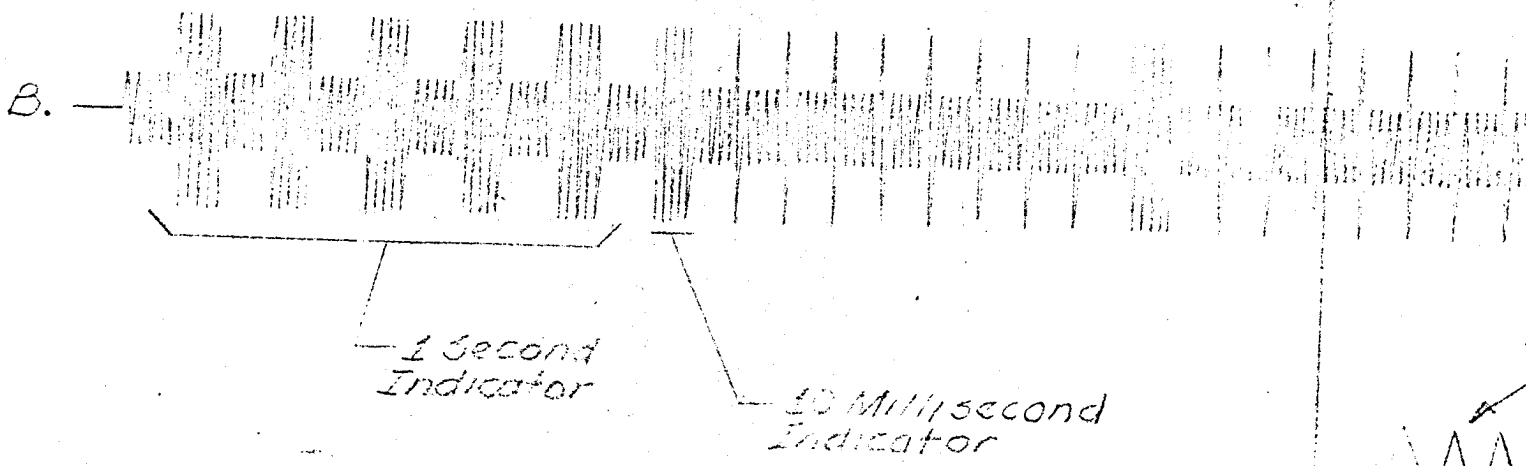 B.
1 Second
Indicator
10 Millisecond
Indicator